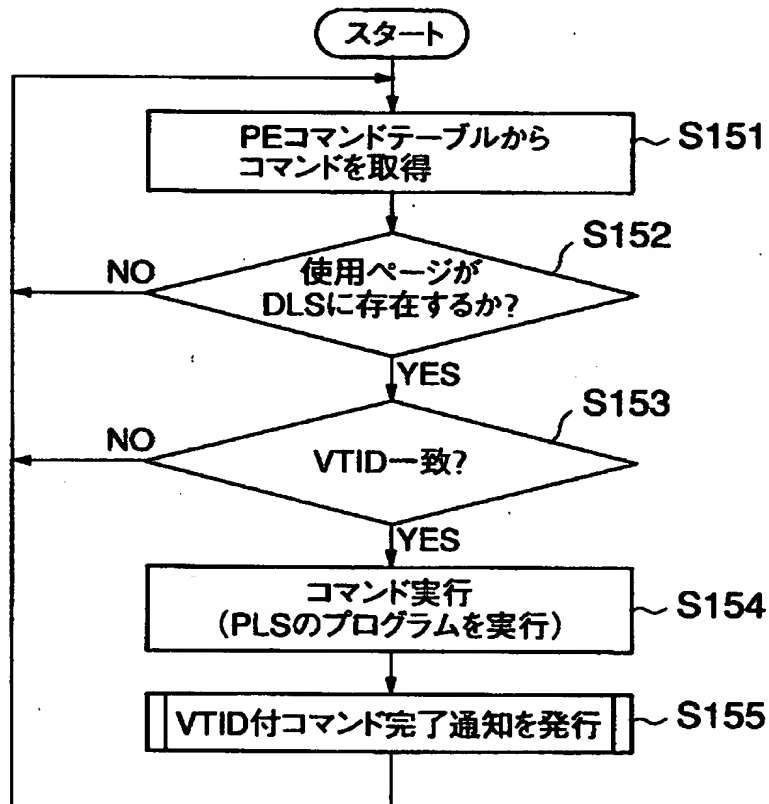 スタート
PEコマンドテーブルから
コマンドを取得
S151
S152
使用ページが
DLSに存在するか?
NO
YES
S153
NO
VTID一致?
YES
コマンド実行
(PLSのプログラムを実行)
S154
VTID付コマンド完了通知を発行
S155